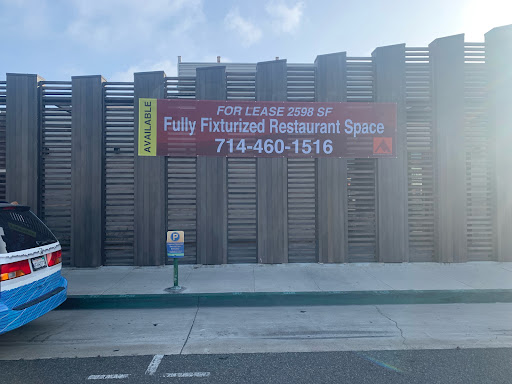 AVAILABLE
FOR LEASE 2598 SF
Fully Fixturized Restaurant Space
714-460-1516
P